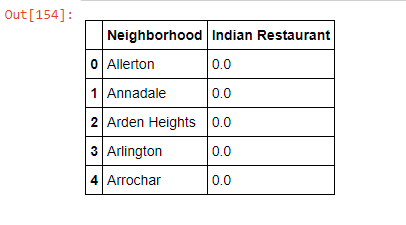 Out[154]:
Neighborhood Indian Restaurant
0 Allerton 0.0
1 Annadale 0.0
2 Arden Heights 0.0
3 Arlington 0.0
4 Arrochar 0.0